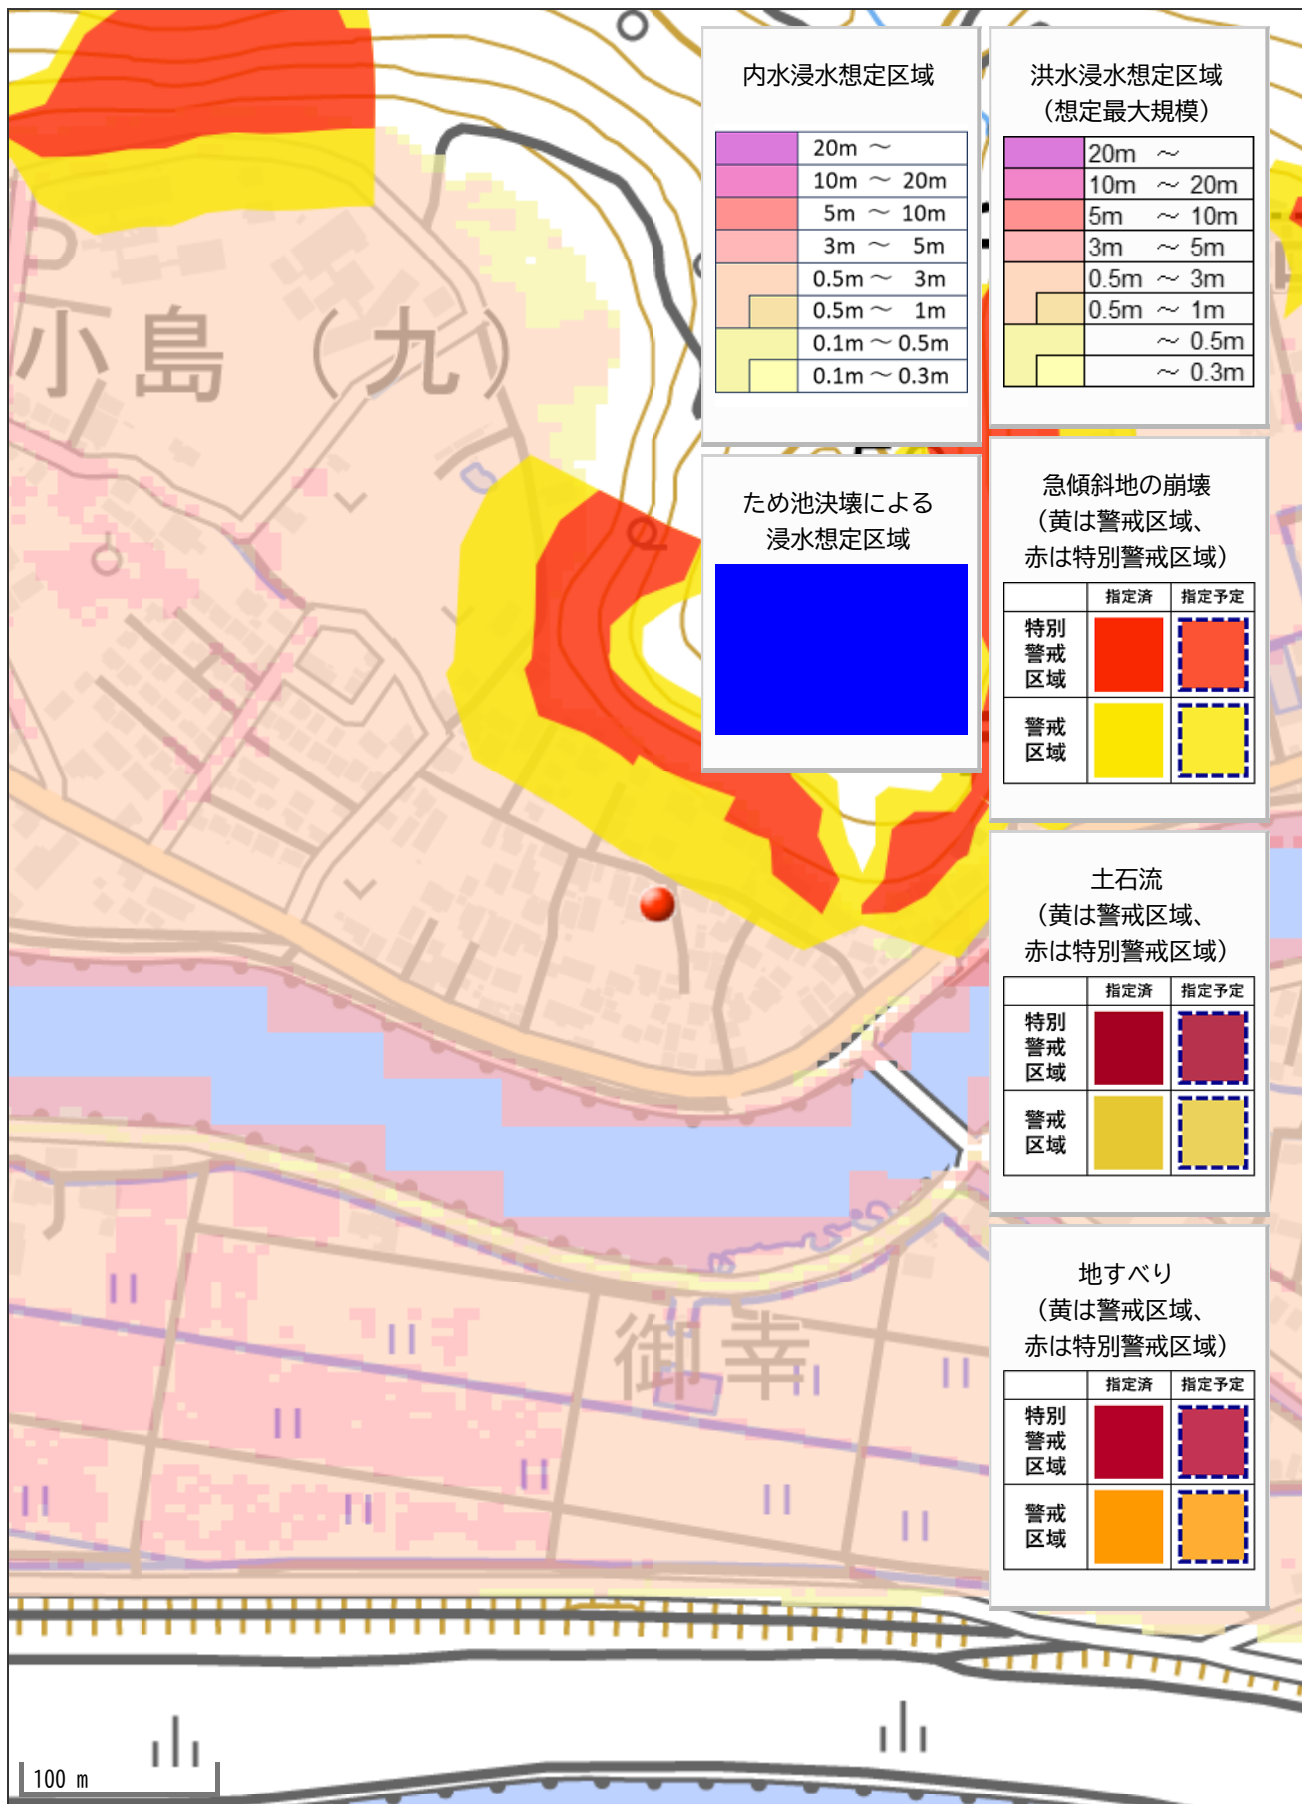 小島（九）
御幸
100 m
内水浸水想定区域
20m ～
10m ～ 20m
5m ～ 10m
3m ～ 5m
0.5m ～ 3m
0.5m ～ 1m
0.1m ～ 0.5m
0.1m ～ 0.3m
洪水浸水想定区域
（想定最大規模）
20m ～
10m ～ 20m
5m ～ 10m
3m ～ 5m
0.5m ～ 3m
0.5m ～ 1m
～ 0.5m
～ 0.3m
ため池決壊による
浸水想定区域
急傾斜地の崩壊
（黄は警戒区域、
赤は特別警戒区域）
指定済 指定予定
特別
警戒
区域
警戒
区域
土石流
（黄は警戒区域、
赤は特別警戒区域）
指定済 指定予定
特別
警戒
区域
警戒
区域
地すべり
（黄は警戒区域、
赤は特別警戒区域）
指定済 指定予定
特別
警戒
区域
警戒
区域